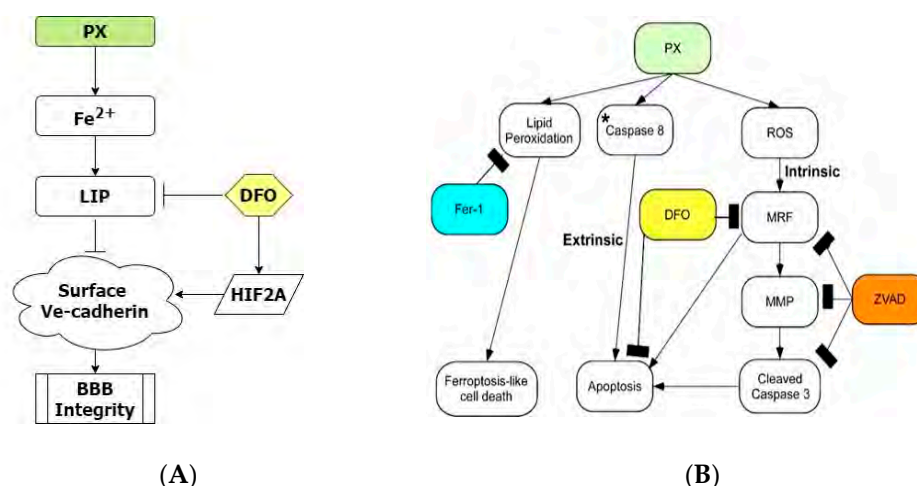 PX
Fe2+
LIP
DFO
Surface
Ve-cadherin
HIF2A
BBB
Integrity
(A)
PX
Lipid
Peroxidation
*
Caspase 8
ROS
Intrinsic
Fer-1
DFO
MRF
Extrinsic
MMP
ZVAD
Ferroptosis-like
cell death
Apoptosis
Cleaved
Caspase 3
(B)